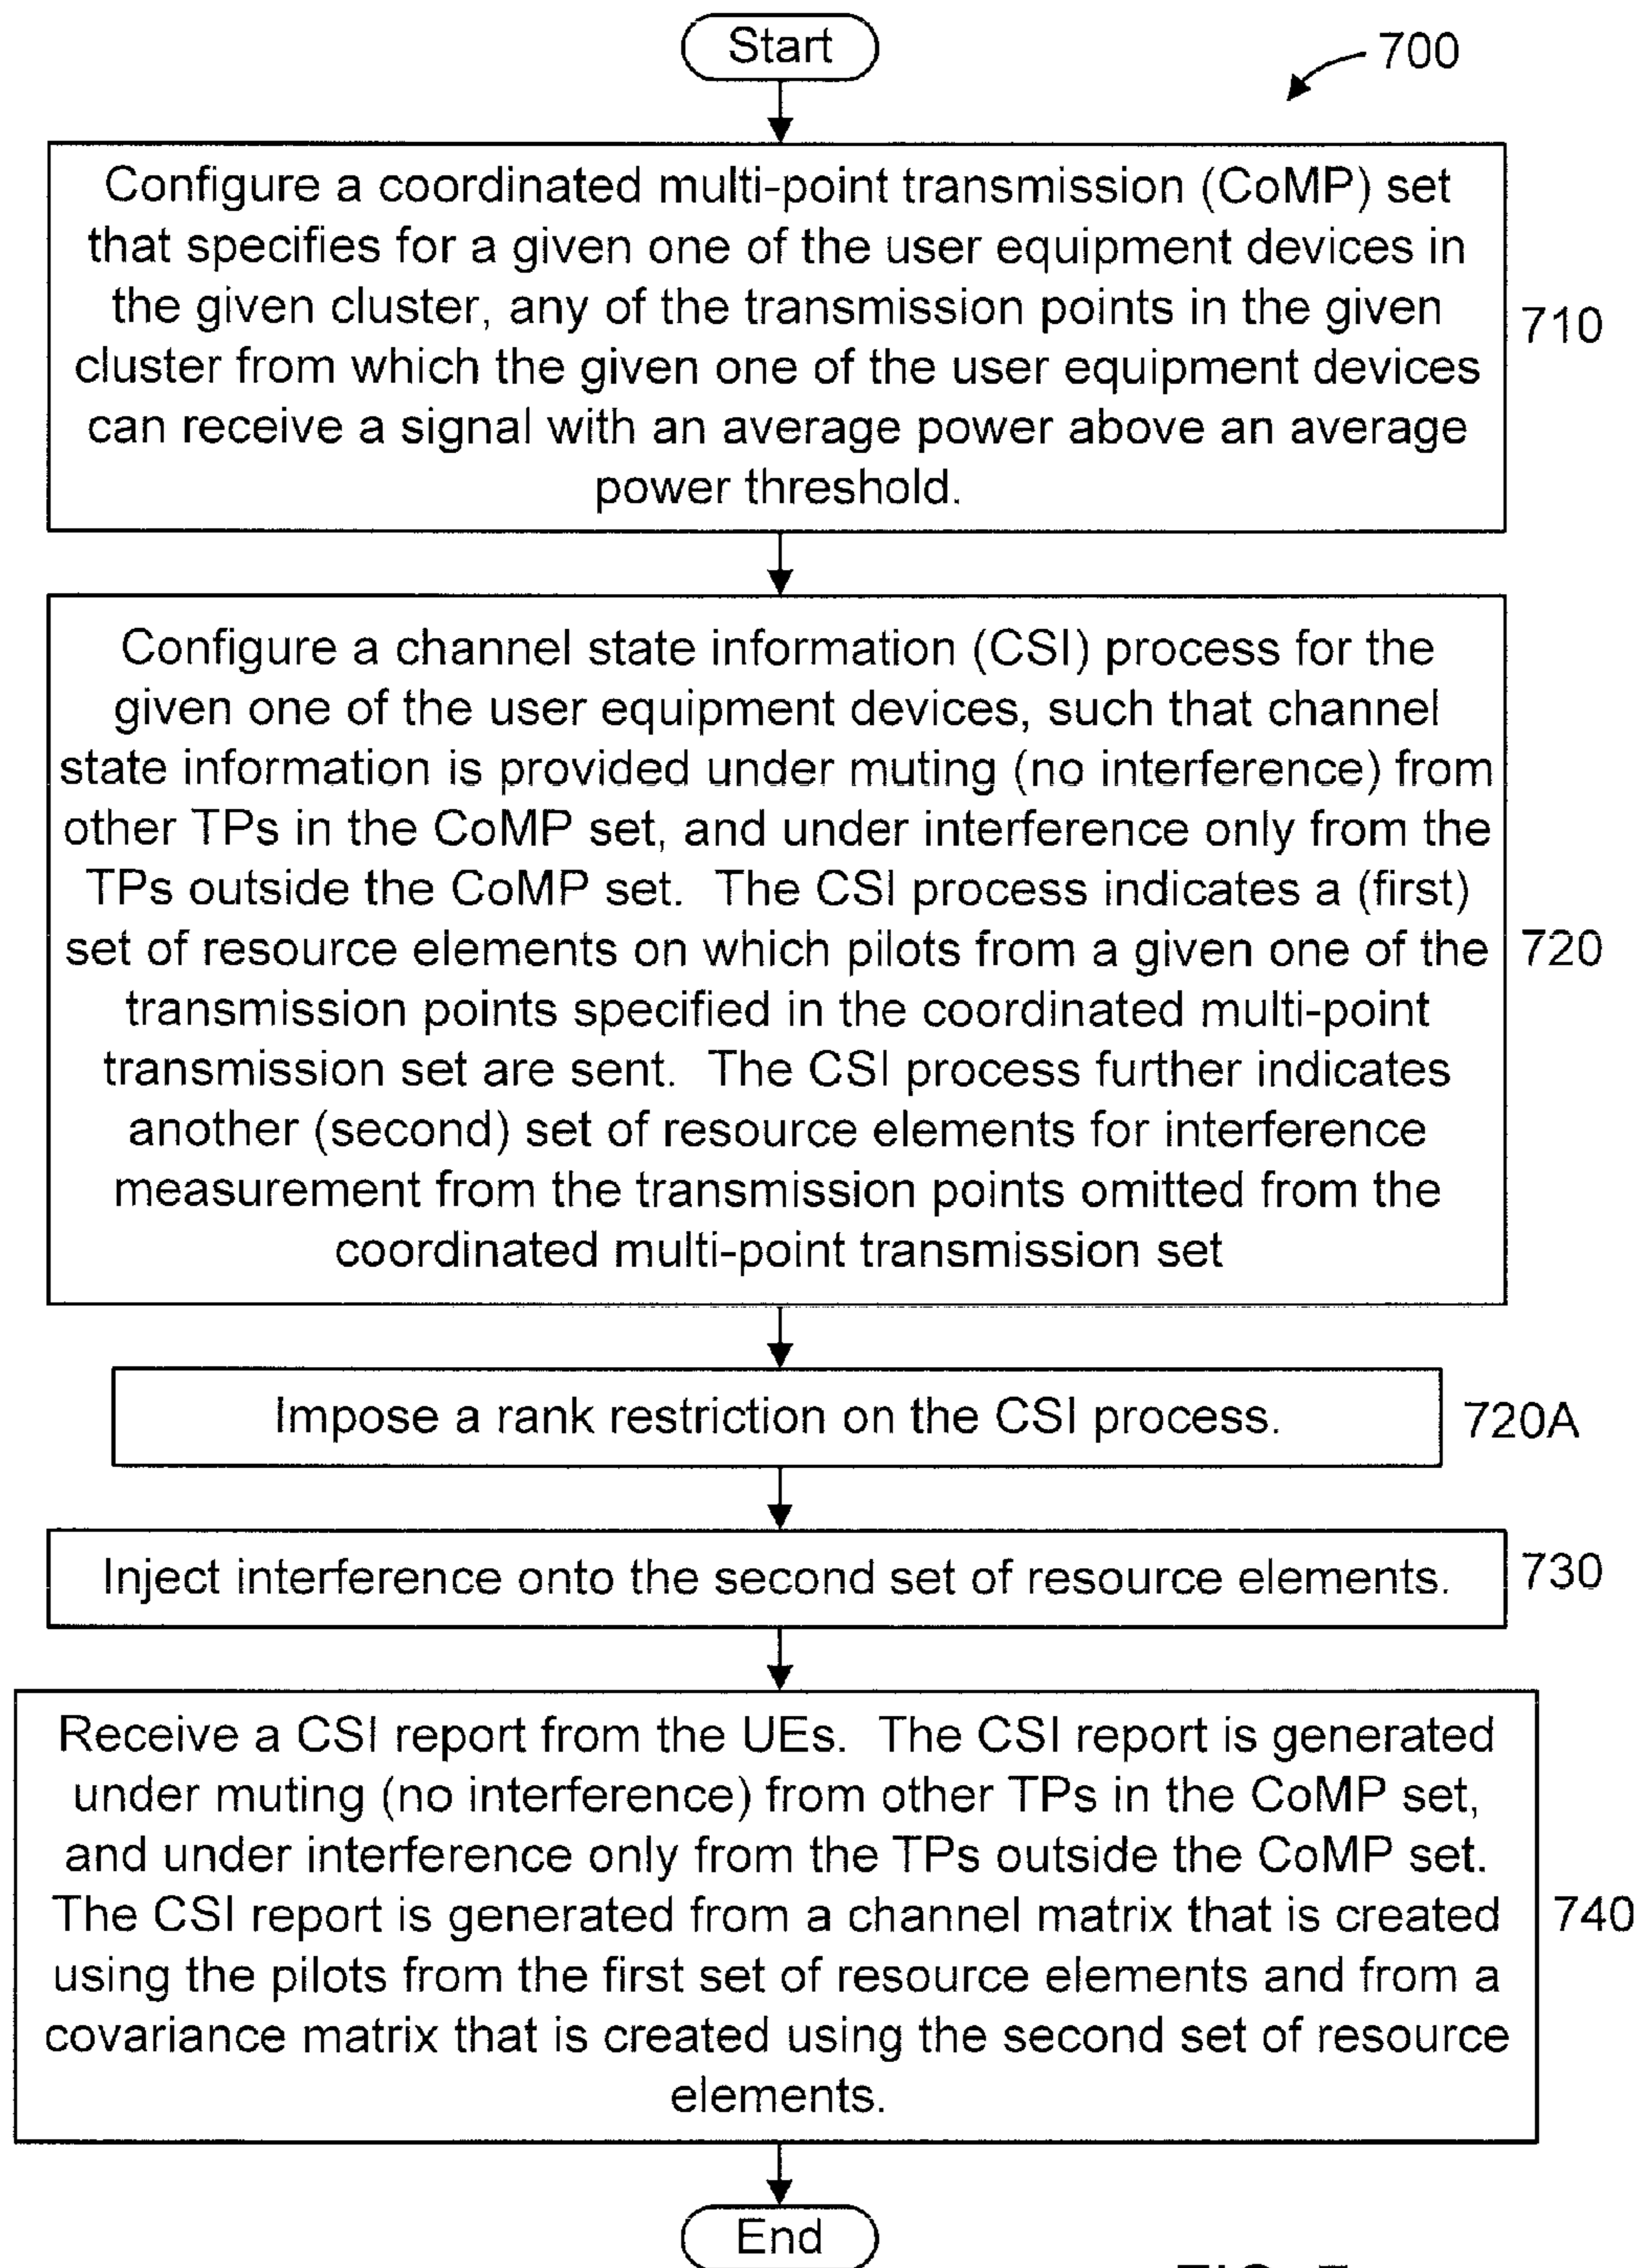 Start
700
Configure a coordinated multi-point transmission (CoMP) set
that specifies for a given one of the user equipment devices in
the given cluster, any of the transmission points in the given
cluster from which the given one of the user equipment devices
can receive a signal with an average power above an average
power threshold.
710
Configure a channel state information (CSI) process for the
given one of the user equipment devices, such that channel
state information is provided under muting (no interference) from
other TPs in the CoMP set, and under interference only from the
TPs outside the CoMP set. The CSI process indicates a (first)
set of resource elements on which pilots from a given one of the
transmission points specified in the coordinated multi-point
transmission set are sent. The CSI process further indicates
another (second) set of resource elements for interference
measurement from the transmission points omitted from the
coordinated multi-point transmission set
720
Impose a rank restriction on the CSI process.
720A
Inject interference onto the second set of resource elements.
730
Receive a CSI report from the UEs. The CSI report is generated
under muting (no interference) from other TPs in the CoMP set,
and under interference only from the TPs outside the CoMP set.
The CSI report is generated from a channel matrix that is created
using the pilots from the first set of resource elements and from a
covariance matrix that is created using the second set of resource
elements.
740
End